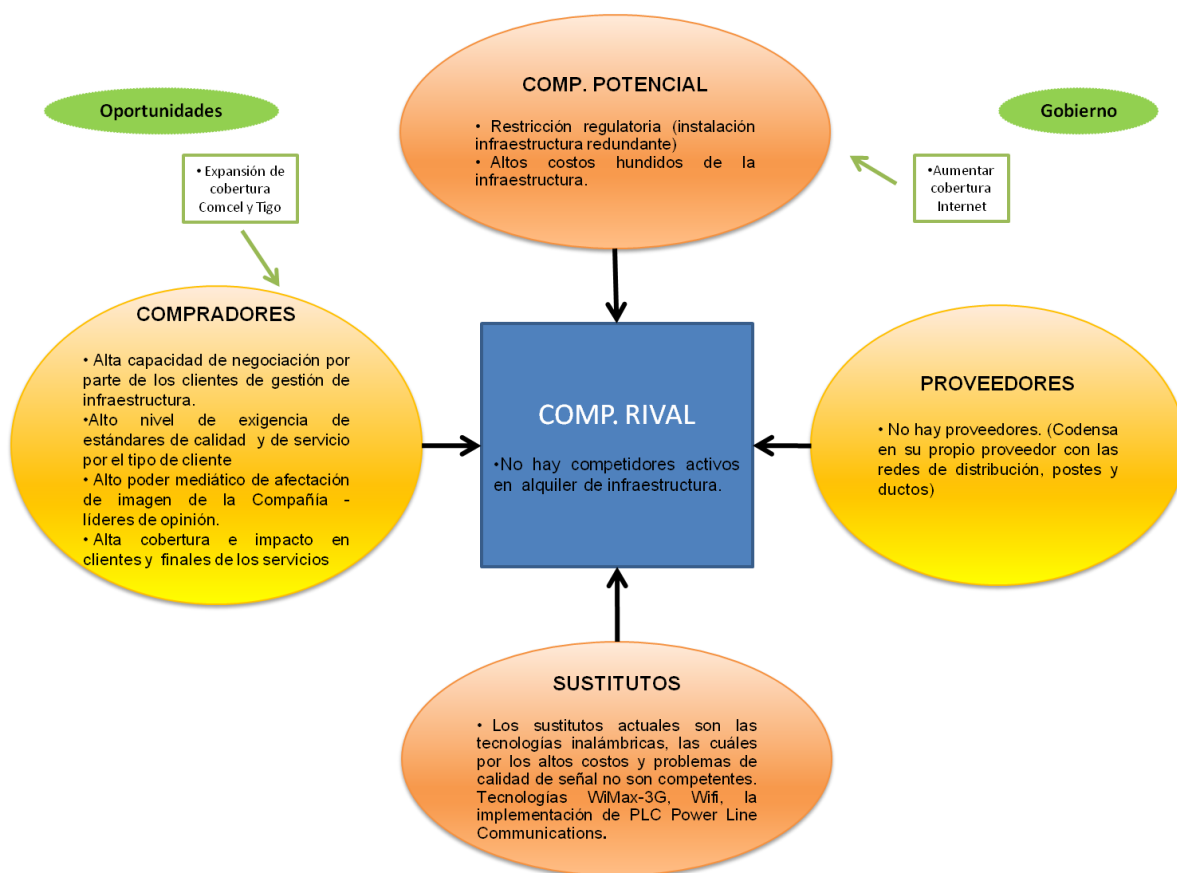 COMP. POTENCIAL
• Restricción regulatoria (instalación
infraestructura redundante)
• Altos costos hundidos de la
infraestructura.
Oportunidades
Gobierno
• Expansión de
cobertura
Comcel y Tigo
•Aumentar
cobertura
Internet
COMPRADORES
• Alta capacidad de negociación por
parte de los clientes de gestión de
infraestructura.
•Alto nivel de exigencia de
estándares de calidad y de servicio
por el tipo de cliente
• Alto poder mediático de afectación
de imagen de la Compañía -
líderes de opinión.
• Alta cobertura e impacto en
clientes y finales de los servicios
COMP. RIVAL
•No hay competidores activos
en alquiler de infraestructura.
PROVEEDORES
• No hay proveedores. (Codensa
en su propio proveedor con las
redes de distribución, postes y
ductos)
SUSTITUTOS
• Los sustitutos actuales son las
tecnologías inalámbricas, las cuáles
por los altos costos y problemas de
calidad de señal no son competentes.
Tecnologías WiMax-3G, Wifi, la
implementación de PLC Power Line
Communications.